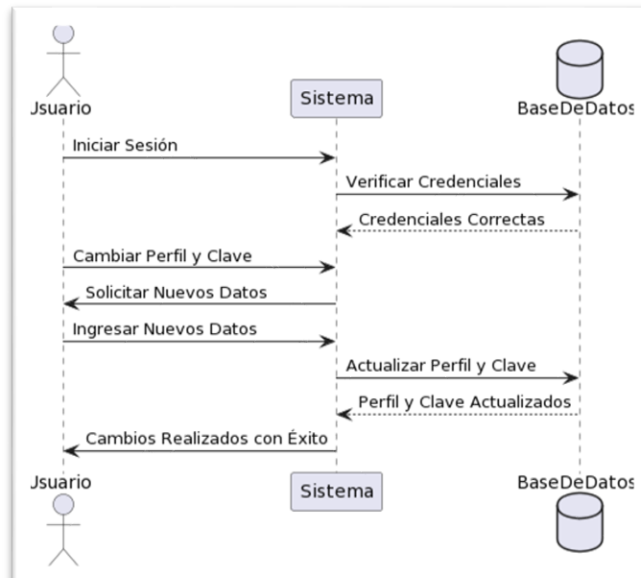 Jsuario
Sistema
BaseDeDatos
Iniciar Sesión
Verificar Credenciales
Credenciales Correctas
Cambiar Perfil y Clave
Solicitar Nuevos Datos
Ingresar Nuevos Datos
Actualizar Perfil y Clave
Perfil y Clave Actualizados
Cambios Realizados con Éxito
Jsuario
Sistema
BaseDeDatos